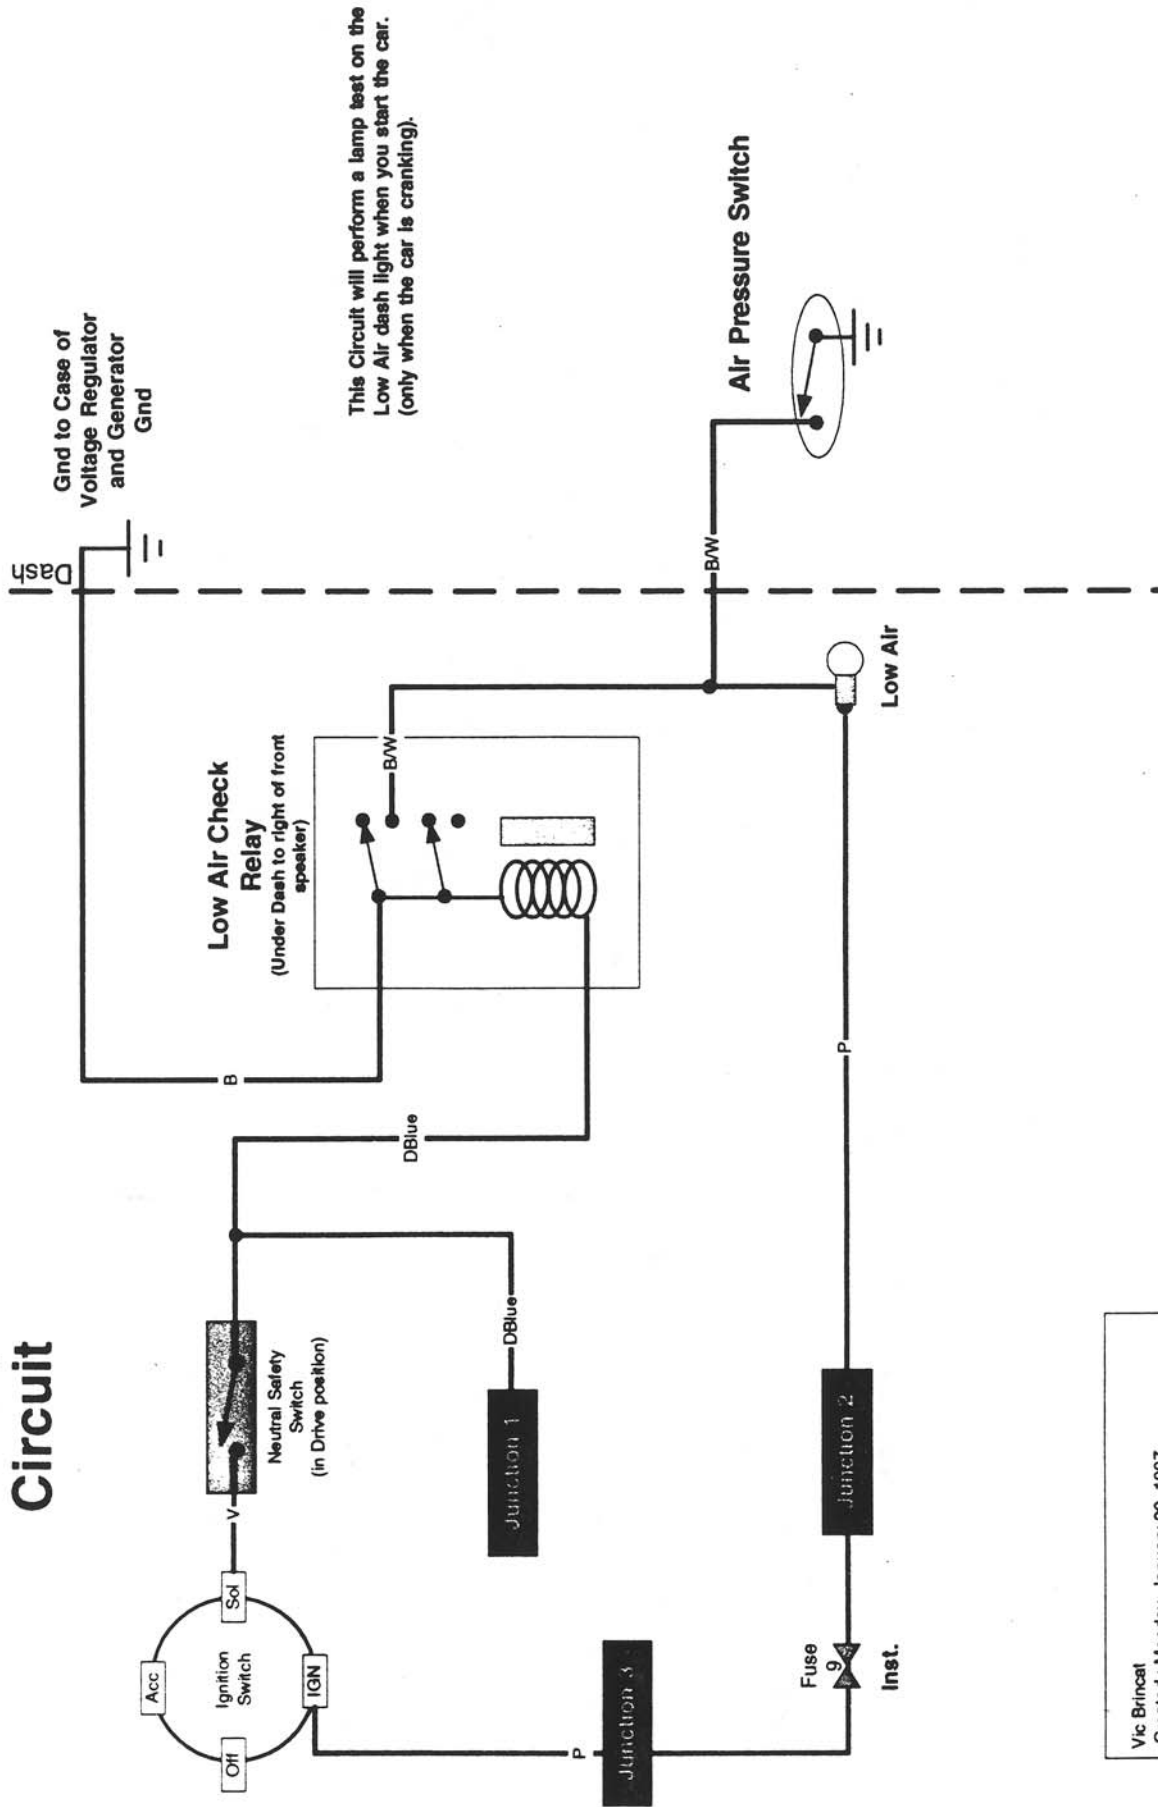 Circuit
Gnd to Case of
Voltage Regulator
and Generator
Gnd
Dash
This Circuit will perform a lamp test on the
Low Air dash light when you start the car.
(only when the car is cranking).
Low Air Check
Relay
(Under Dash to right of front
speaker)
B
B/W
DBlue
Neutral Safety
Switch
(in Drive position)
V
Acc
Sol
Ignition
Switch
Off
IGN
DBlue
Junction 1
P
Junction 3
Fuse
9
Inst.
Junction 2
P
Low Air
B/W
Air Pressure Switch
Vic Brincat